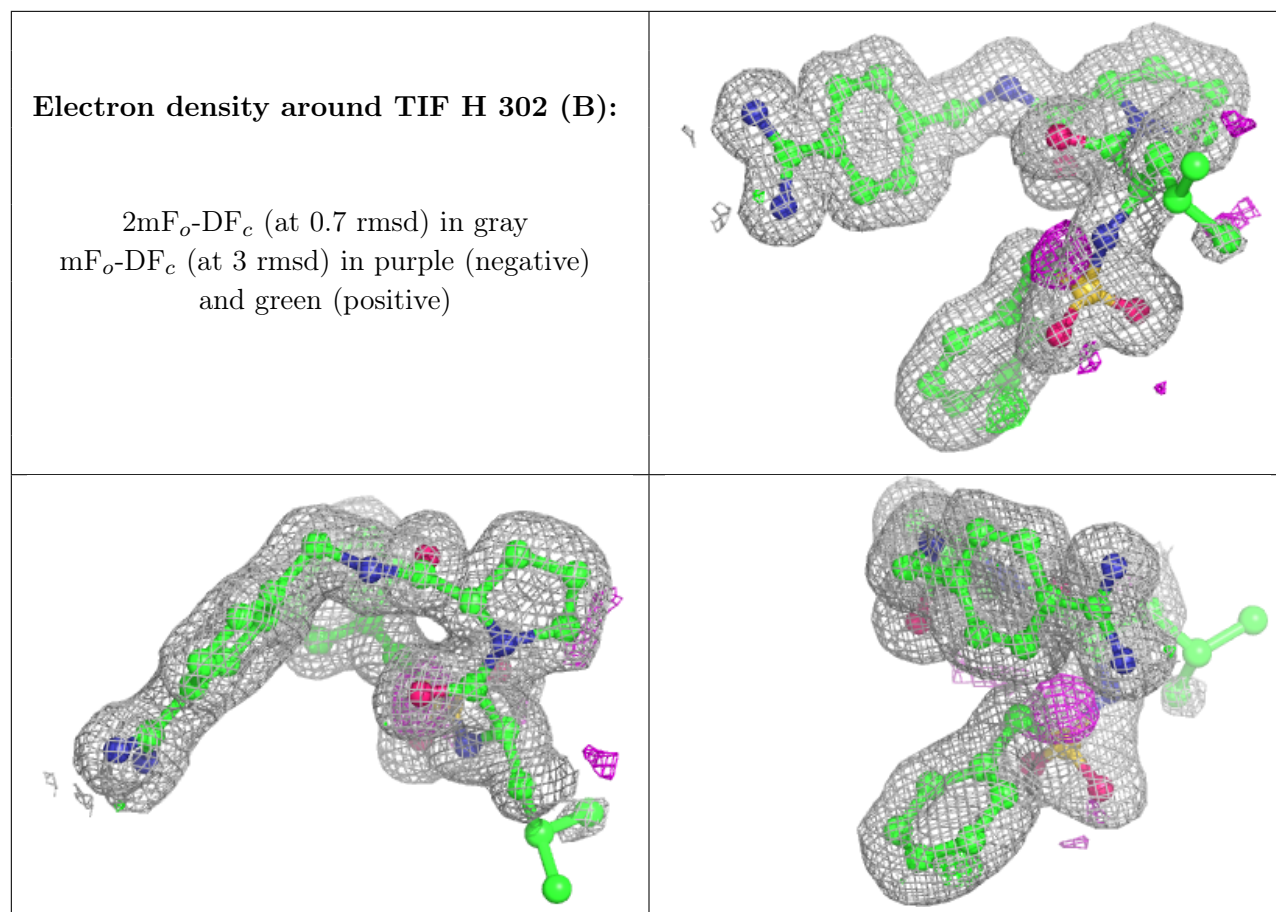 Electron density around TIF H 302 (B):
2mFo-DFc (at 0.7 rmsd) in gray
mFo-DFc (at 3 rmsd) in purple (negative)
and green (positive)